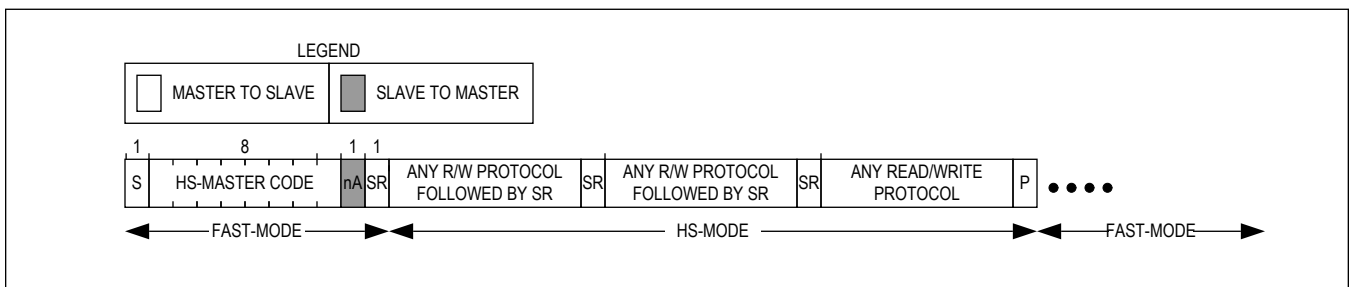 LEGEND
MASTER TO SLAVE SLAVE TO MASTER
1 8 1 1
S HS-MASTER CODE nA SR ANY R/W PROTOCOL FOLLOWED BY SR SR ANY R/W PROTOCOL FOLLOWED BY SR SR ANY READ/WRITE PROTOCOL P
FAST-MODE HS-MODE FAST-MODE